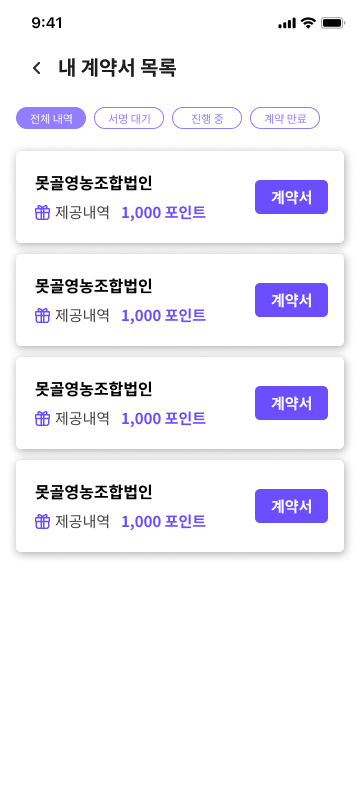 9:41
내 계약서 목록
전체 내역 서명 대기 진행 중 계약 만료
못골영농조합법인
제공내역 1,000 포인트
계약서
못골영농조합법인
제공내역 1,000 포인트
계약서
못골영농조합법인
제공내역 1,000 포인트
계약서
못골영농조합법인
제공내역 1,000 포인트
계약서